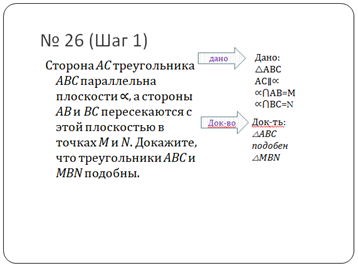 № 26 (Шаг 1)
Сторона AC треугольника
ABC параллельна
плоскости ∝, а стороны
AB и BC пересекаются с
этой плоскостью в
точках M и N. Докажите,
что треугольники ABC и
MBN подобны.
дано
Дано:
△ABC
AC∥∝
∝⋂AB=M
∝⋂BC=N
Док-во
Док-ть:
△ABC
подобен
△MBN